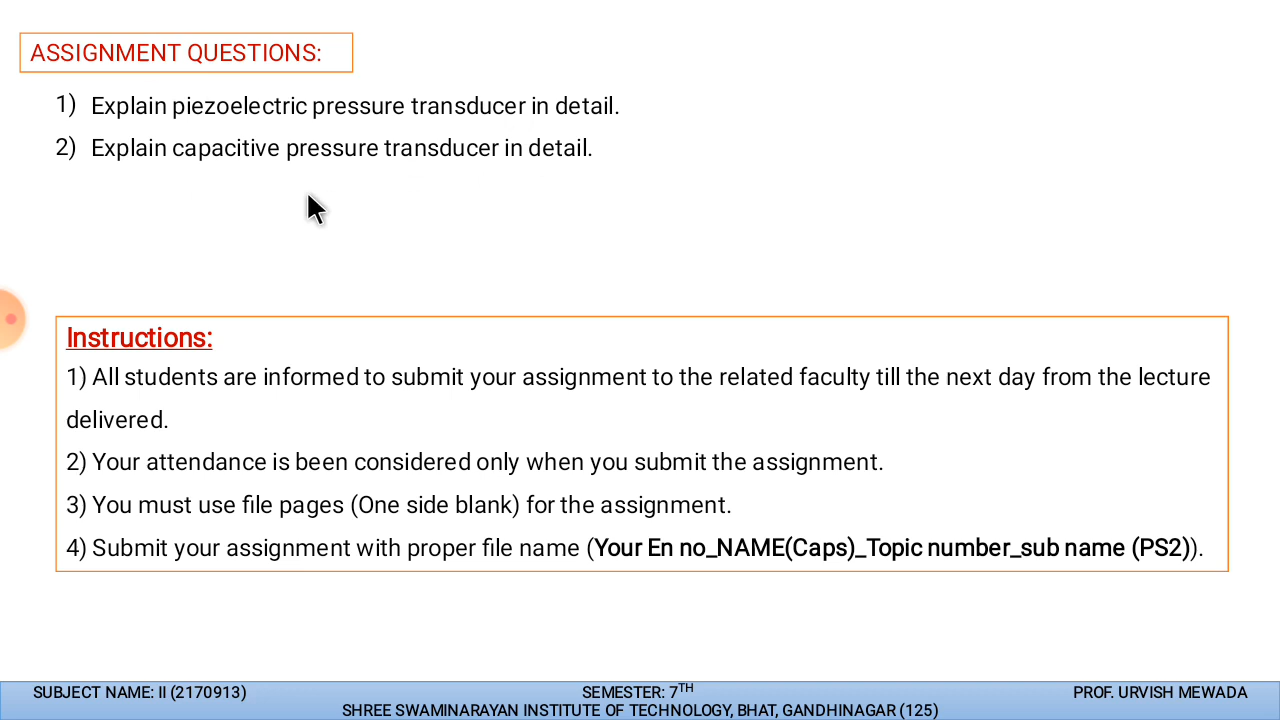 ASSIGNMENT QUESTIONS:
1) Explain piezoelectric pressure transducer in detail.
2) Explain capacitive pressure transducer in detail.
Instructions:
1) All students are informed to submit your assignment to the related faculty till the next day from the lecture
delivered.
2) Your attendance is been considered only when you submit the assignment.
3) You must use file pages (One side blank) for the assignment.
4) Submit your assignment with proper file name (Your En no_NAME(Caps)_Topic number_sub name (PS2)).
SUBJECT NAME: II (2170913) SEMESTER: 7TH PROF. URVISH MEWADA
SHREE SWAMINARAYAN INSTITUTE OF TECHNOLOGY, BHAT, GANDHINAGAR (125)